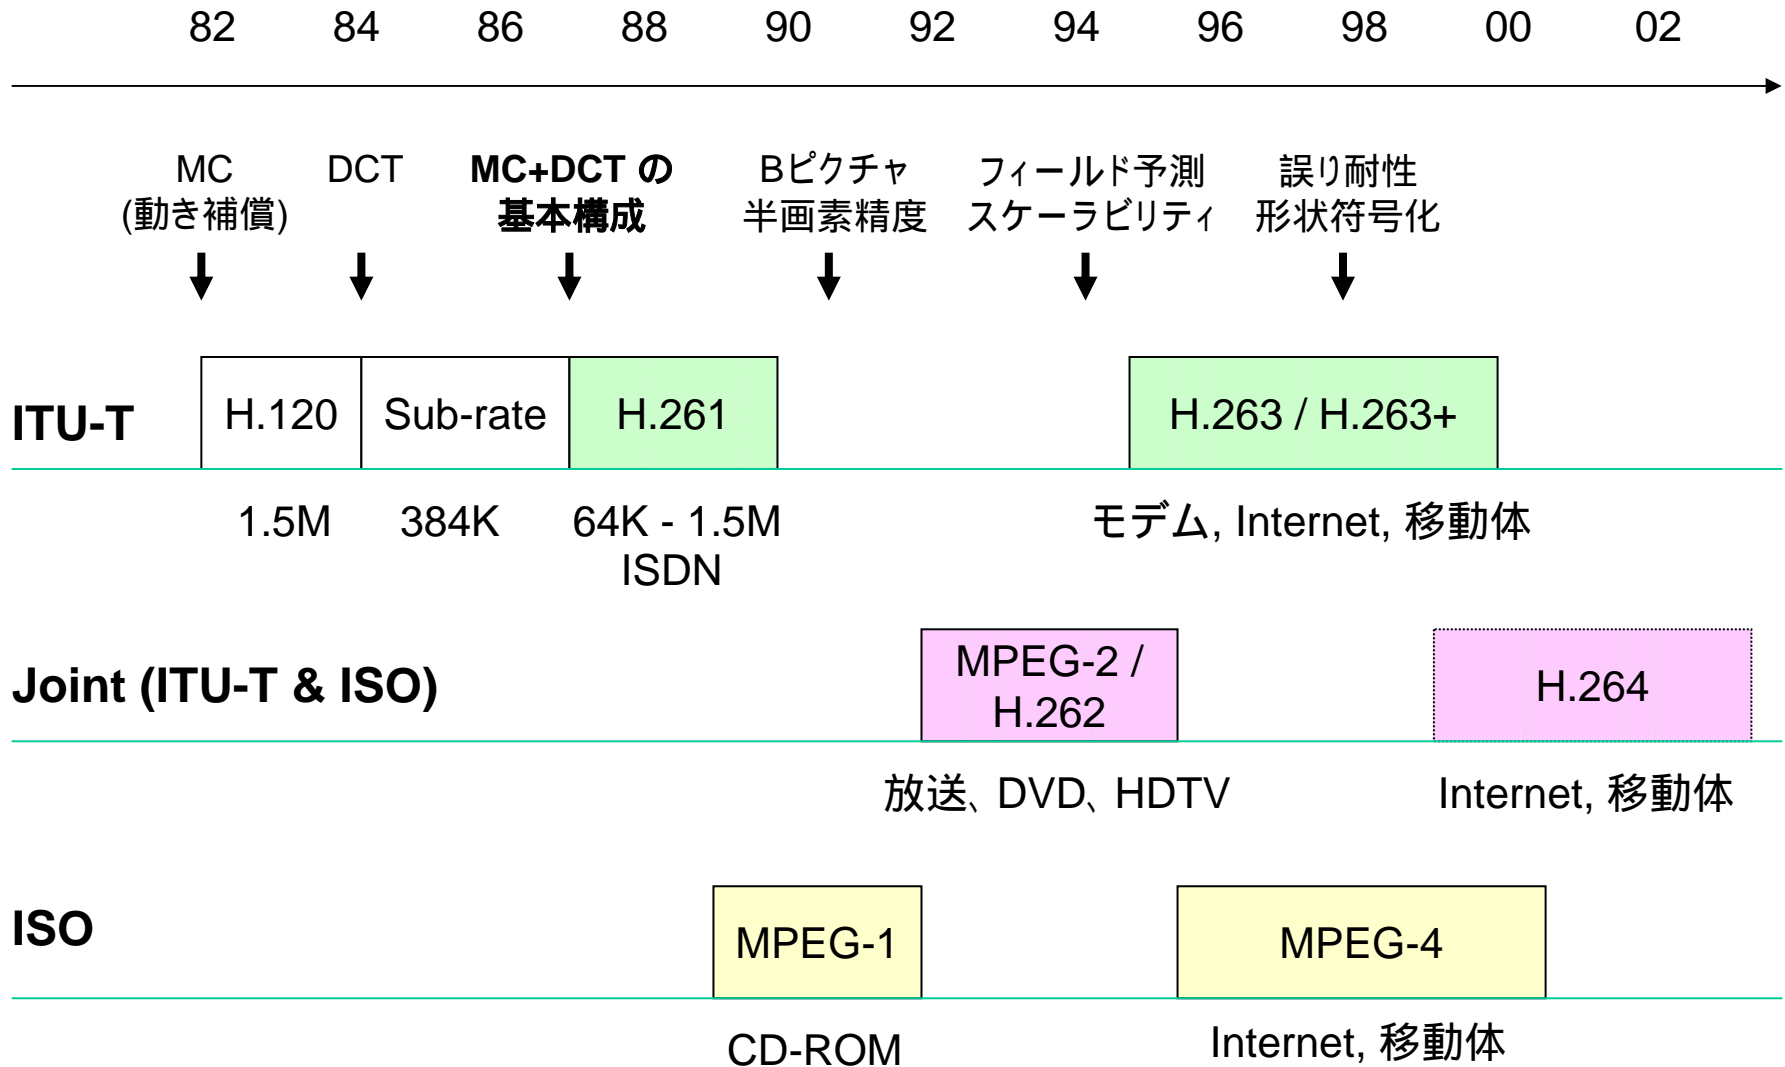 82 84 86 88 90 92 94 96 98 00 02
MC DCT MC+DCT の Bピクチャ フィールド予測 誤り耐性
(動き補償) 基本構成 半画素精度 スケーラビリティ 形状符号化
ITU-T H.120 Sub-rate H.261 H.263 / H.263+
1.5M 384K 64K - 1.5M モデム, Internet, 移動体
ISDN
Joint (ITU-T & ISO) MPEG-2 / H.264
H.262
放送、DVD、HDTV Internet, 移動体
ISO MPEG-1 MPEG-4
CD-ROM Internet, 移動体